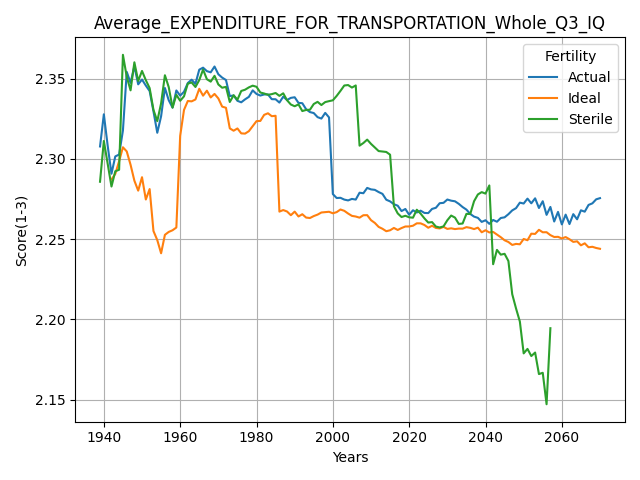 Average_EXPENDITURE_FOR_TRANSPORTATION_Whole_Q3_IQ
Fertility
Actual
Ideal
Sterile
Score(1-3)
2.35
2.30
2.25
2.20
2.15
1940 1960 1980 2000 2020 2040 2060
Years